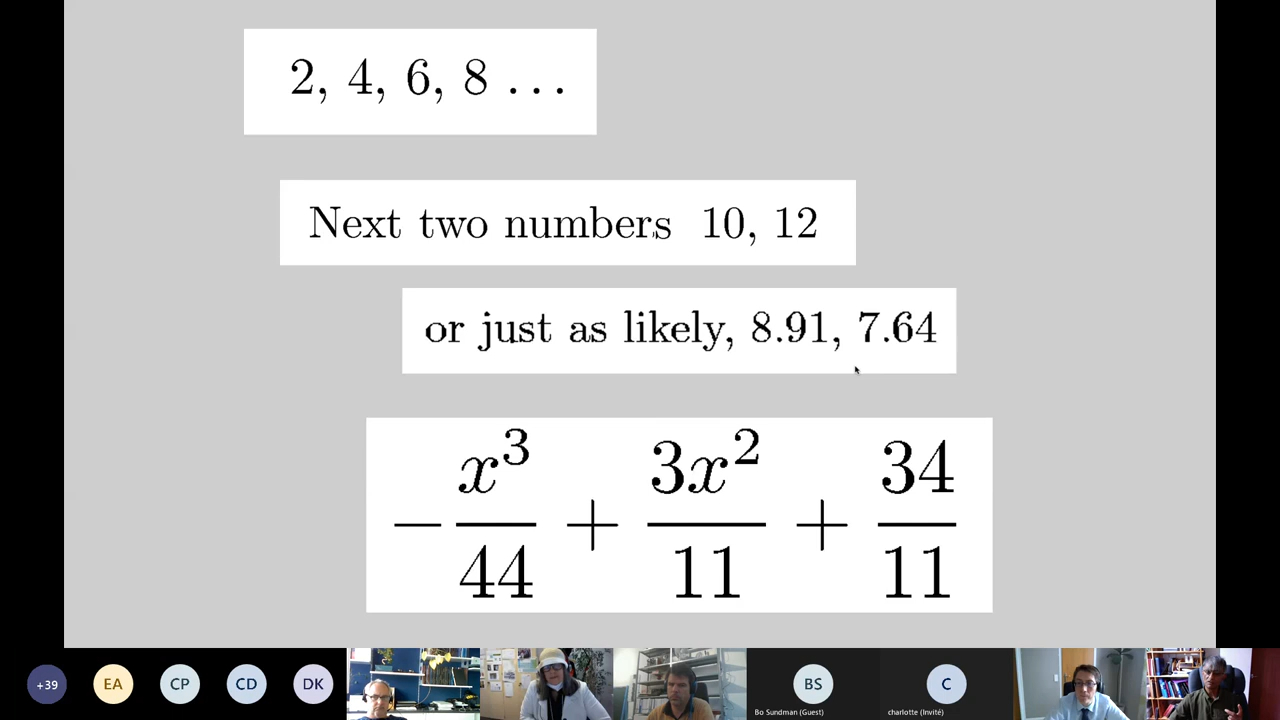 2, 4, 6, 8 ...
Next two numbers 10, 12
or just as likely, 8.91, 7.64
−x³/44 + 3x²/11 + 34/11
+39
EA
CP
CD
DK
BS
Bo Sundman (Guest)
C
charlotte (Invité)